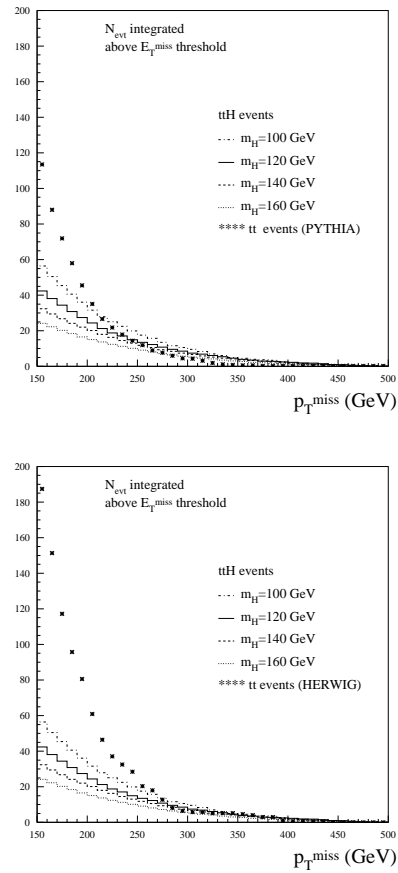 N_evt integrated
above E_T^miss threshold
ttH events
m_H=100 GeV
m_H=120 GeV
m_H=140 GeV
m_H=160 GeV
**** tt events (PYTHIA)
200
180
160
140
120
100
80
60
40
20
0
150 200 250 300 350 400 450 500
p_T^miss (GeV)
N_evt integrated
above E_T^miss threshold
ttH events
m_H=100 GeV
m_H=120 GeV
m_H=140 GeV
m_H=160 GeV
**** tt events (HERWIG)
200
180
160
140
120
100
80
60
40
20
0
150 200 250 300 350 400 450 500
p_T^miss (GeV)